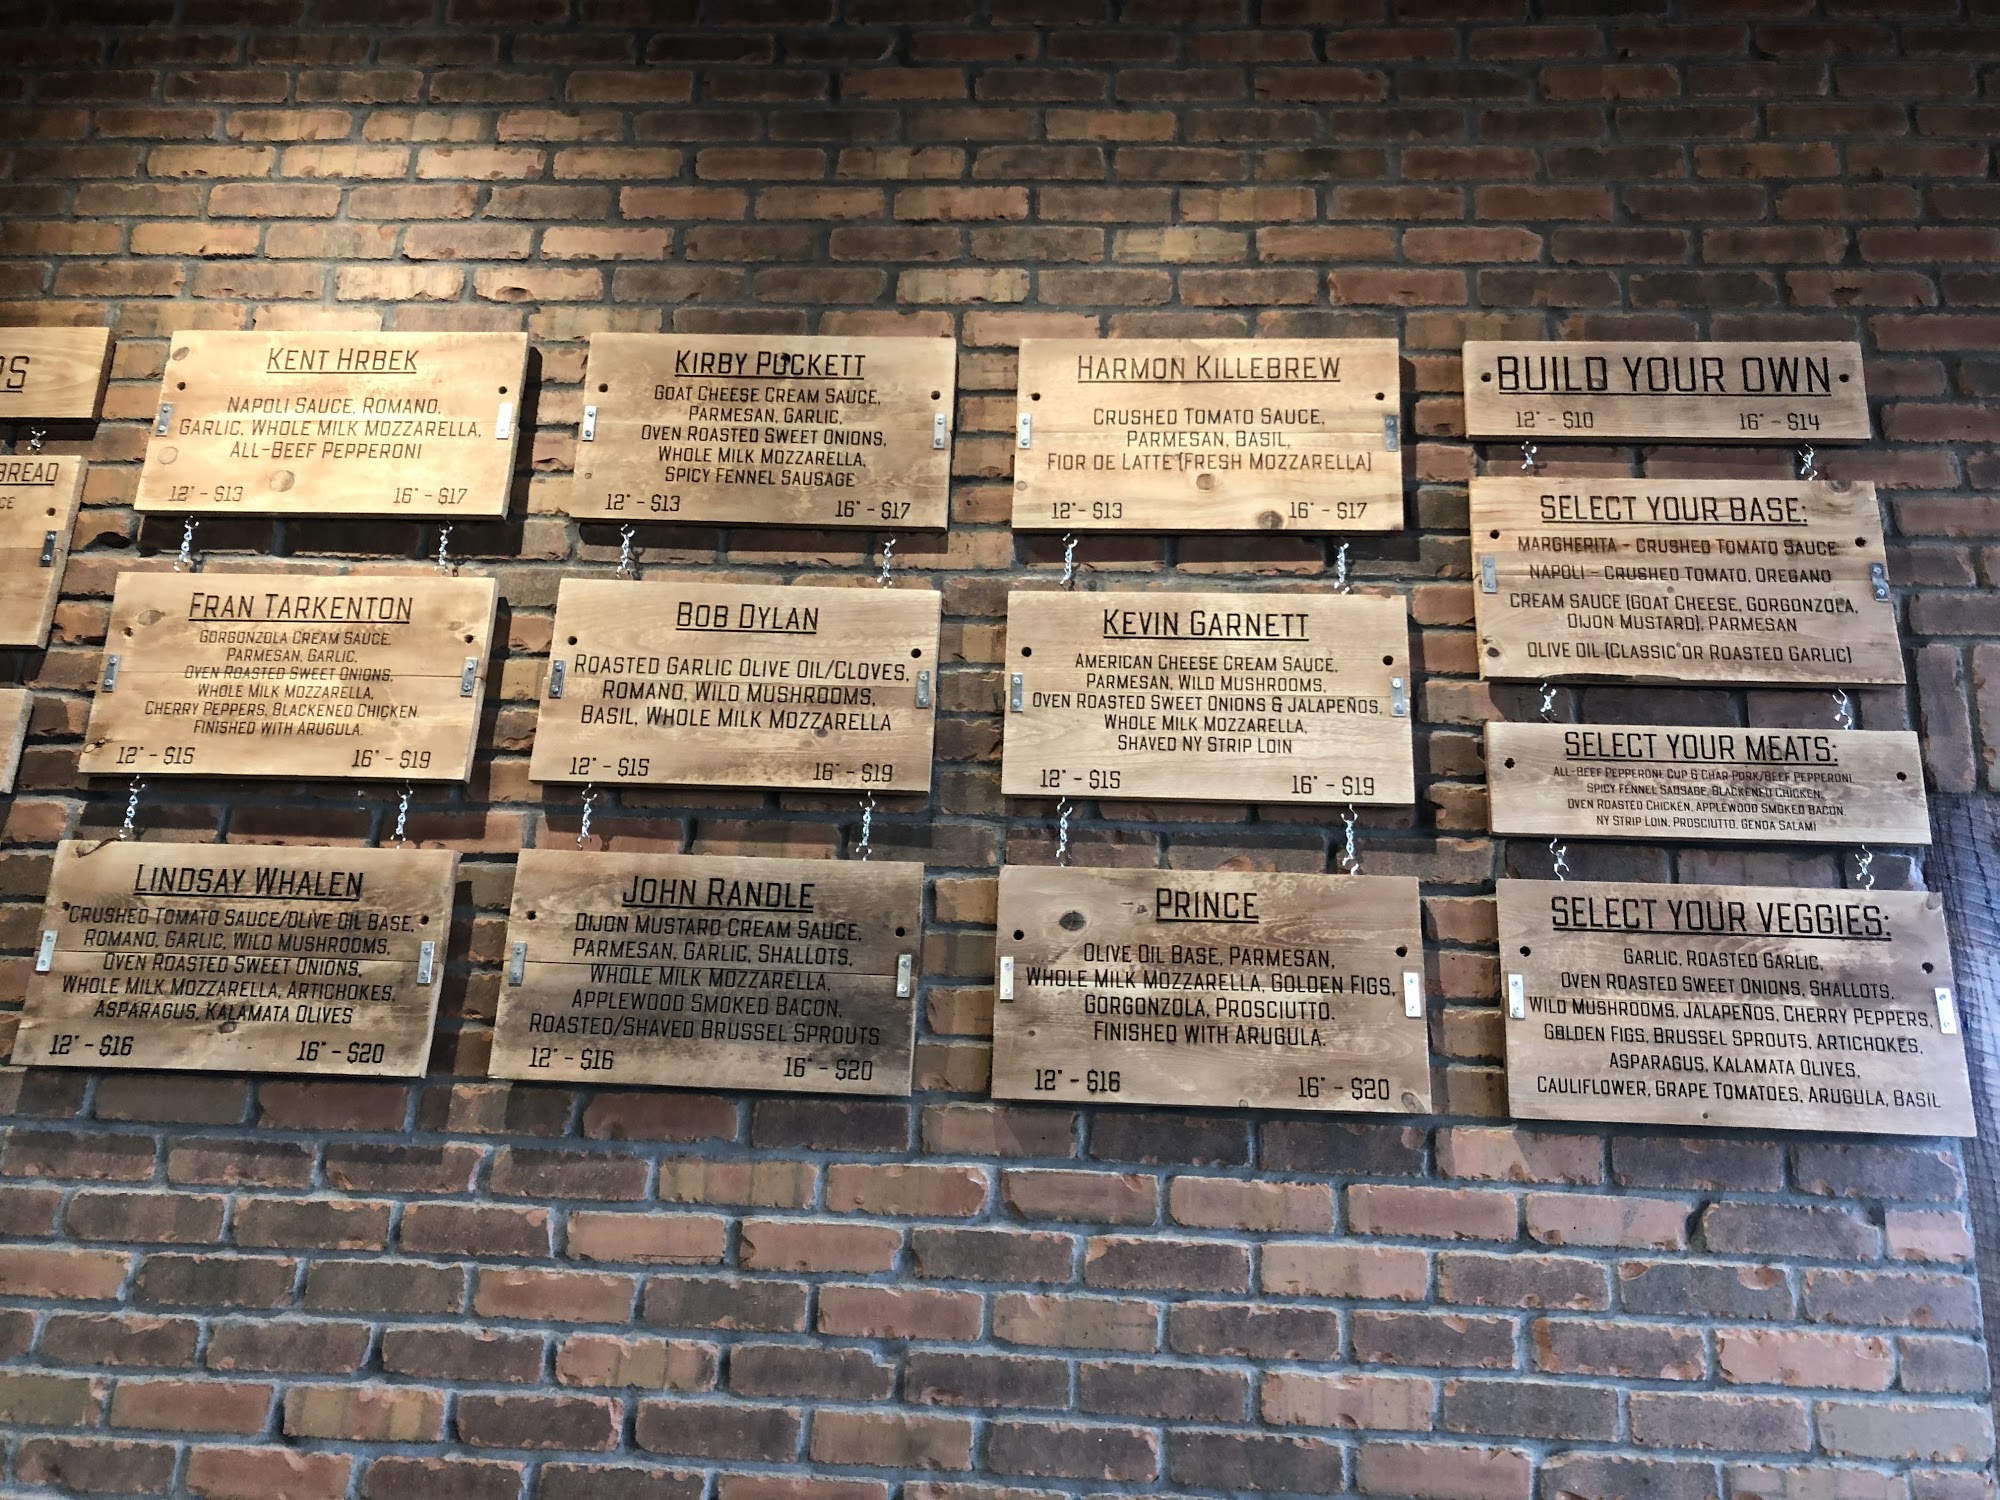 OS
BREAD
CE
KENT HRBEK
NAPOLI SAUCE, ROMANO,
GARLIC, WHOLE MILK MOZZARELLA,
ALL-BEEF PEPPERONI
12" - $13 16" - $17
KIRBY PUCKETT
GOAT CHEESE CREAM SAUCE,
PARMESAN, GARLIC,
OVEN ROASTED SWEET ONIONS,
WHOLE MILK MOZZARELLA,
SPICY FENNEL SAUSAGE
12" - $13 16" - $17
HARMON KILLEBREW
CRUSHED TOMATO SAUCE,
PARMESAN, BASIL,
FIOR DE LATTE (FRESH MOZZARELLA)
12" - $13 16" - $17
FRAN TARKENTON
GORGONZOLA CREAM SAUCE,
PARMESAN, GARLIC,
OVEN ROASTED SWEET ONIONS,
WHOLE MILK MOZZARELLA,
CHERRY PEPPERS, BLACKENED CHICKEN.
FINISHED WITH ARUGULA.
12" - $15 16" - $19
BOB DYLAN
ROASTED GARLIC OLIVE OIL/CLOVES,
ROMANO, WILD MUSHROOMS,
BASIL, WHOLE MILK MOZZARELLA
12" - $15 16" - $19
KEVIN GARNETT
AMERICAN CHEESE CREAM SAUCE,
PARMESAN, WILD MUSHROOMS,
OVEN ROASTED SWEET ONIONS & JALAPEÑOS,
WHOLE MILK MOZZARELLA,
SHAVED NY STRIP LOIN
12" - $15 16" - $19
LINDSAY WHALEN
CRUSHED TOMATO SAUCE/OLIVE OIL BASE,
ROMANO, GARLIC, WILD MUSHROOMS,
OVEN ROASTED SWEET ONIONS,
WHOLE MILK MOZZARELLA, ARTICHOKES,
ASPARAGUS, KALAMATA OLIVES
12" - $16 16" - $20
JOHN RANDLE
DIJON MUSTARD CREAM SAUCE,
PARMESAN, GARLIC, SHALLOTS,
WHOLE MILK MOZZARELLA,
APPLEWOOD SMOKED BACON,
ROASTED/SHAVED BRUSSEL SPROUTS
12" - $16 16" - $20
PRINCE
OLIVE OIL BASE, PARMESAN,
WHOLE MILK MOZZARELLA, GOLDEN FIGS,
GORGONZOLA, PROSCIUTTO.
FINISHED WITH ARUGULA.
12" - $16 16" - $20
BUILD YOUR OWN
12" - $10 16" - $14
SELECT YOUR BASE:
MARGHERITA - CRUSHED TOMATO SAUCE
NAPOLI - CRUSHED TOMATO, OREGANO
CREAM SAUCE (GOAT CHEESE, GORGONZOLA,
DIJON MUSTARD), PARMESAN
OLIVE OIL (CLASSIC OR ROASTED GARLIC)
SELECT YOUR MEATS:
ALL-BEEF PEPPERONI, CUP & CHAR PORK/BEEF PEPPERONI,
SPICY FENNEL SAUSAGE, BLACKENED CHICKEN,
OVEN ROASTED CHICKEN, APPLEWOOD SMOKED BACON,
NY STRIP LOIN, PROSCIUTTO, GENOA SALAMI
SELECT YOUR VEGGIES:
GARLIC, ROASTED GARLIC,
OVEN ROASTED SWEET ONIONS, SHALLOTS,
WILD MUSHROOMS, JALAPEÑOS, CHERRY PEPPERS,
GOLDEN FIGS, BRUSSEL SPROUTS, ARTICHOKES,
ASPARAGUS, KALAMATA OLIVES,
CAULIFLOWER, GRAPE TOMATOES, ARUGULA, BASIL